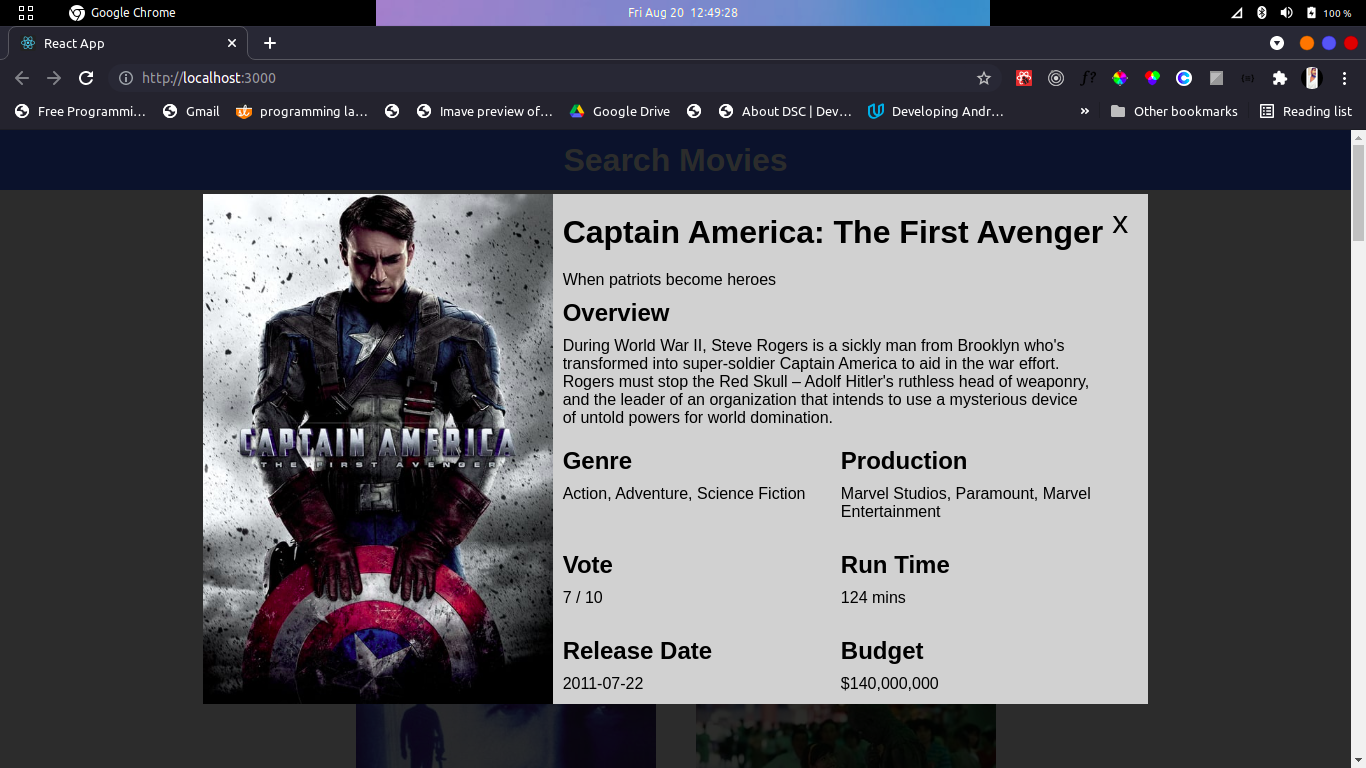 Google Chrome
Fri Aug 20 12:49:28
100 %
React App
http://localhost:3000
f?
Free Programmi…
Gmail
programming la…
Imave preview of…
Google Drive
About DSC | Dev…
Developing Andr…
»
Other bookmarks
Reading list
Search Movies
Captain America: The First Avenger
X
When patriots become heroes
Overview
During World War II, Steve Rogers is a sickly man from Brooklyn who's
transformed into super-soldier Captain America to aid in the war effort.
Rogers must stop the Red Skull – Adolf Hitler's ruthless head of weaponry,
and the leader of an organization that intends to use a mysterious device
of untold powers for world domination.
CAPTAIN AMERICA
THE FIRST AVENGER
Genre
Production
Action, Adventure, Science Fiction
Marvel Studios, Paramount, Marvel
Entertainment
Vote
Run Time
7 / 10
124 mins
Release Date
Budget
2011-07-22
$140,000,000